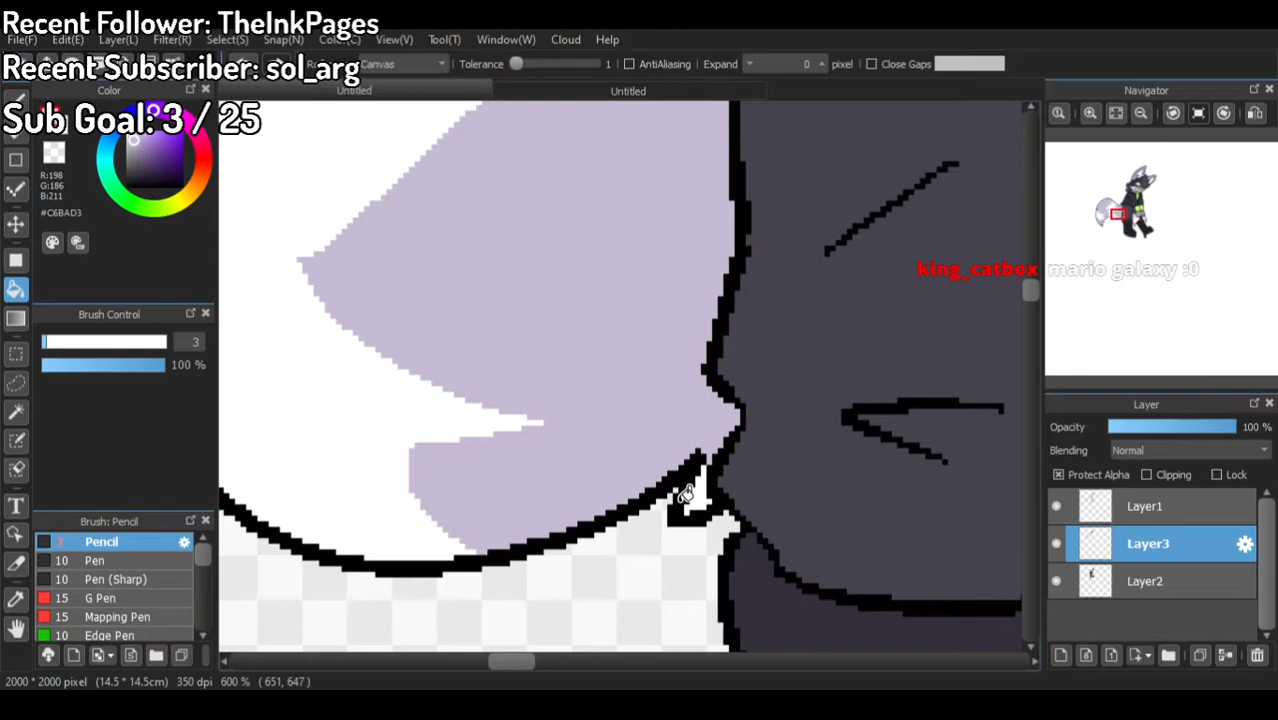 Recent Follower: TheInkPages
File(F) Edit(E) Layer(L) Filter(R) Select(S) Snap(N) View(V) Tool(T) Window(W) Cloud Help
Recent Subscriber: sol_arg
Canvas Tolerance 1 AntiAliasing Expand 0 pixel Close Gaps
Color Untitled Untitled Navigator
Sub Goal: 3 / 25
R:198
G:186
B:211
#C6BAD3
king_catbox mario galaxy :0
Brush Control
3
100 %
Layer
Opacity 100 %
Blending Normal
Protect Alpha Clipping Lock
Layer1
Layer3
Layer2
Brush: Pencil
3 Pencil
10 Pen
10 Pen (Sharp)
15 G Pen
15 Mapping Pen
10 Edge Pen
2000 * 2000 pixel (14.5 * 14.5cm) 350 dpi 600 % ( 651, 647 )